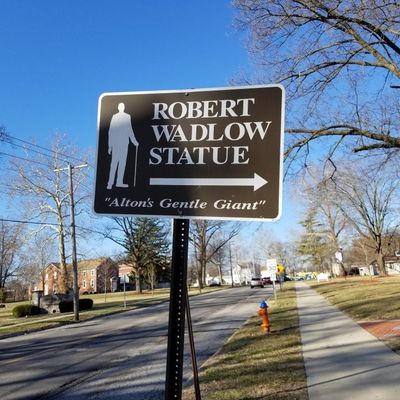 ROBERT
WADLOW
STATUE
"Alton's Gentle Giant"